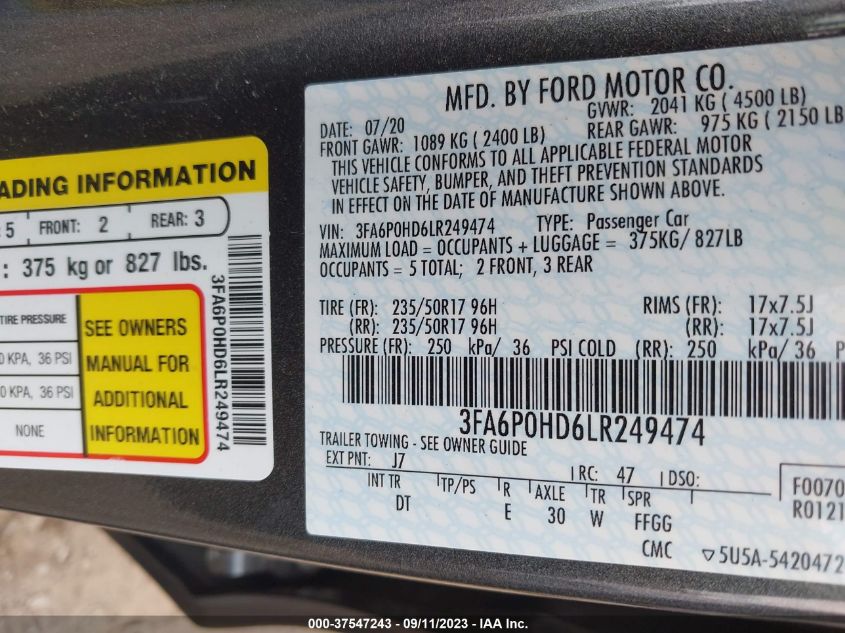 ADING INFORMATION
: 5 FRONT: 2 REAR: 3
: 375 kg or 827 lbs.
TIRE PRESSURE
0 KPA, 36 PSI
0 KPA, 36 PSI
NONE
SEE OWNERS
MANUAL FOR
ADDITIONAL
INFORMATION
3FA6P0HD6LR249474
MFD. BY FORD MOTOR CO.
DATE: 07/20 GVWR: 2041 KG (4500 LB)
FRONT GAWR: 1089 KG (2400 LB) REAR GAWR: 975 KG (2150 LB
THIS VEHICLE CONFORMS TO ALL APPLICABLE FEDERAL MOTOR
VEHICLE SAFETY, BUMPER, AND THEFT PREVENTION STANDARDS
IN EFFECT ON THE DATE OF MANUFACTURE SHOWN ABOVE.
VIN: 3FA6P0HD6LR249474 TYPE: Passenger Car
MAXIMUM LOAD = OCCUPANTS + LUGGAGE = 375KG/ 827LB
OCCUPANTS = 5 TOTAL; 2 FRONT, 3 REAR
TIRE (FR): 235/50R17 96H RIMS (FR): 17x7.5J
(RR): 235/50R17 96H (RR): 17x7.5J
PRESSURE (FR): 250 kPa/ 36 PSI COLD (RR): 250 kPa/ 36 P
3FA6P0HD6LR249474
TRAILER TOWING - SEE OWNER GUIDE
EXT PNT: J7 RC: 47 DSO:
INT TR TP/PS R AXLE TR SPR
DT E 30 W FFGG
F0070
R0121
CMC ▽5U5A-5420472
000-37547243 - 09/11/2023 - IAA Inc.